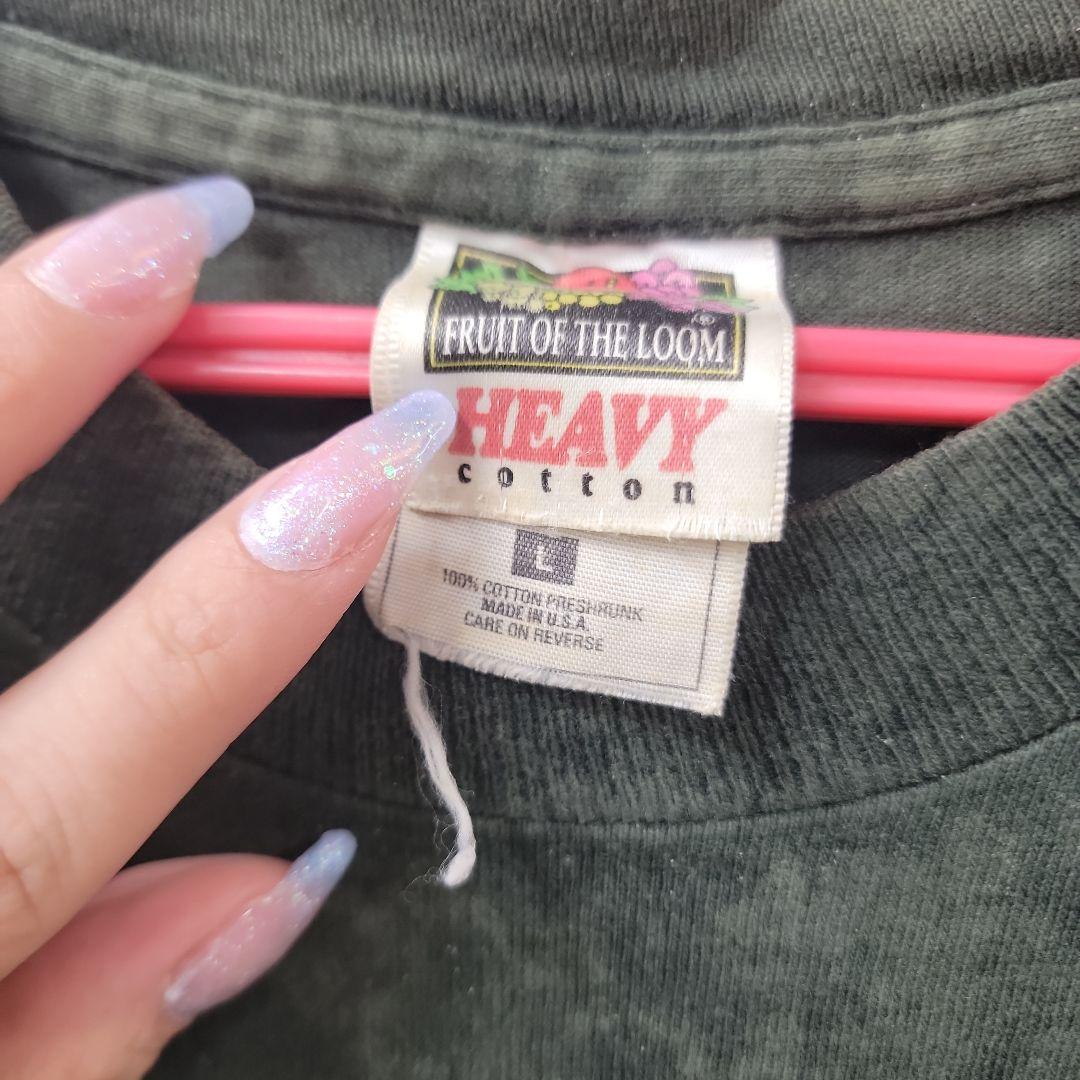 FRUIT OF THE LOOM®
HEAVY
cotton
L
100% COTTON PRESHRUNK
MADE IN U.S.A.
CARE ON REVERSE